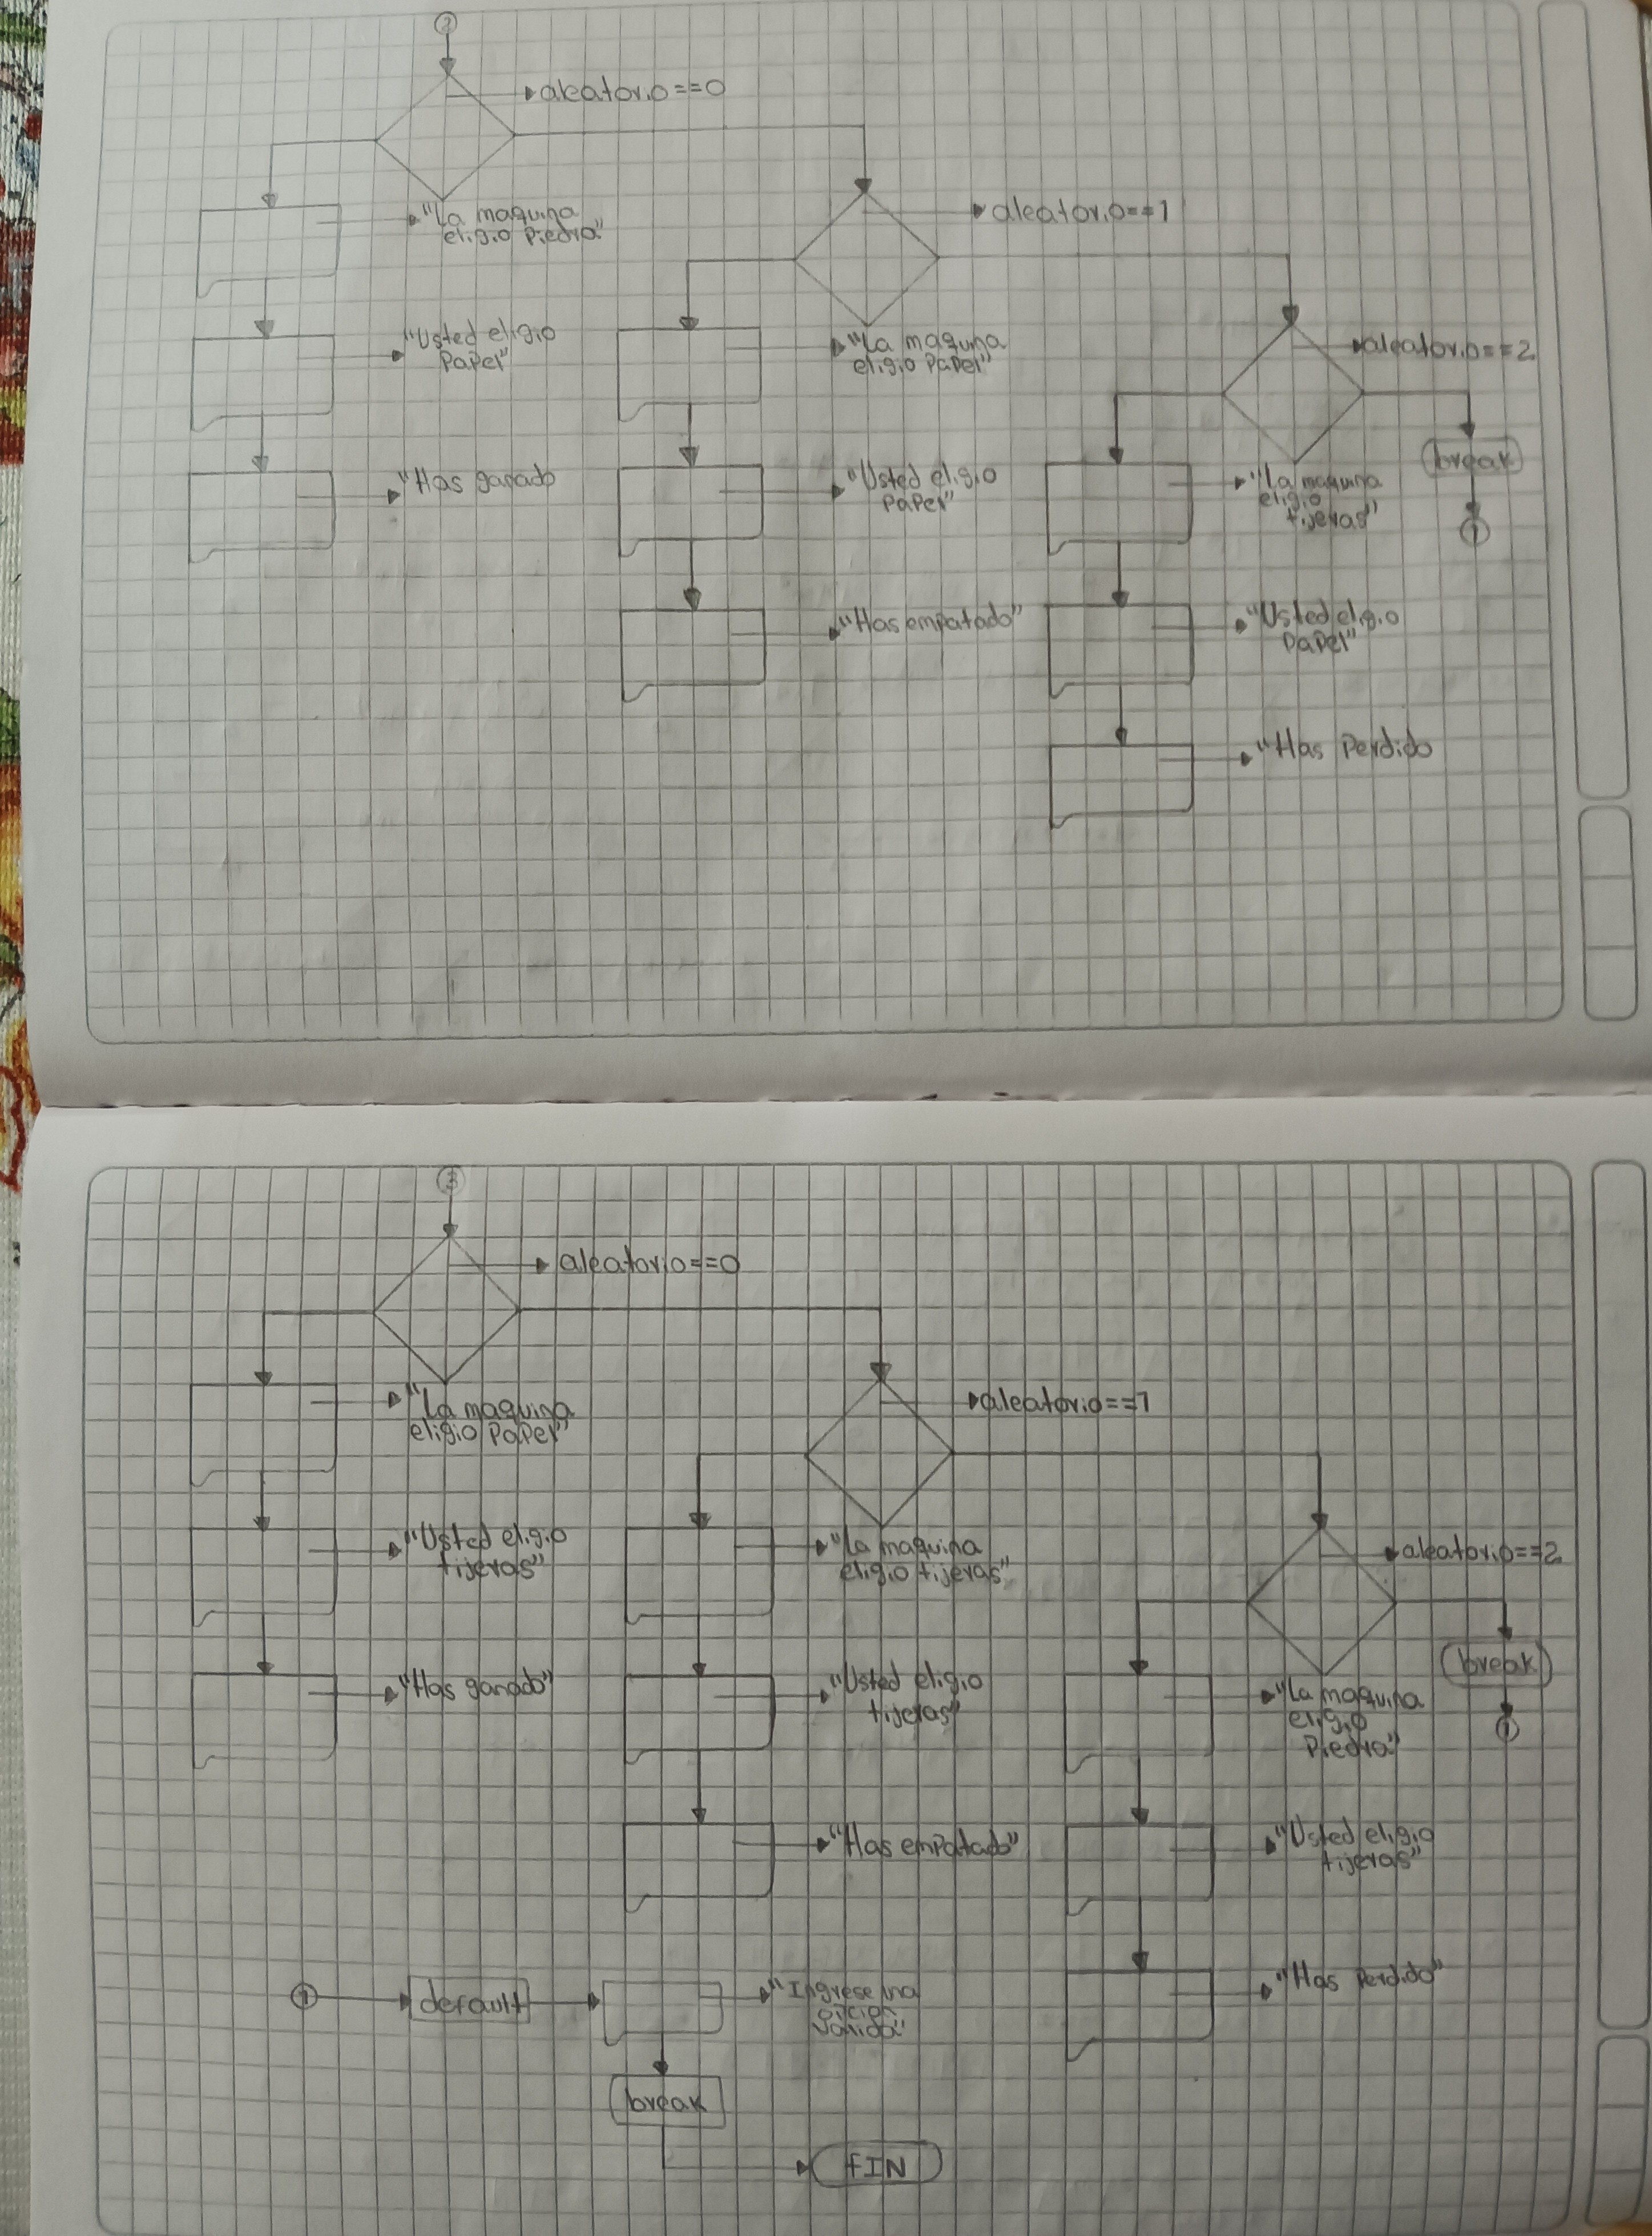 2
aleatorio==0
"La maquina
eligio Piedra"
aleatorio==1
"Usted eligio
Papel"
"La maquina
eligio Papel"
aleatorio==2
"Has ganado
"Usted eligio
Papel"
"La maquina
eligio
tijeras"
break
1
"Has empatado"
"Usted eligio
Papel"
"Has Perdido
3
aleatorio==0
"La maquina
eligio Papel"
aleatorio==1
"Usted eligio
tijeras"
"La maquina
eligio tijeras"
aleatorio==2
"Has ganado"
"Usted eligio
tijeras"
"La maquina
eligio
Piedra"
break
1
"Has empatado"
"Usted eligio
tijeras"
1
default
"Ingrese una
opcion
valida"
"Has Perdido"
break
fIN